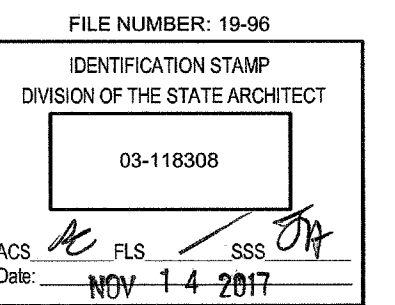 FILE NUMBER: 19-96
IDENTIFICATION STAMP
DIVISION OF THE STATE ARCHITECT
03-118308
ACS FLS SSS
Date: NOV 14 2017